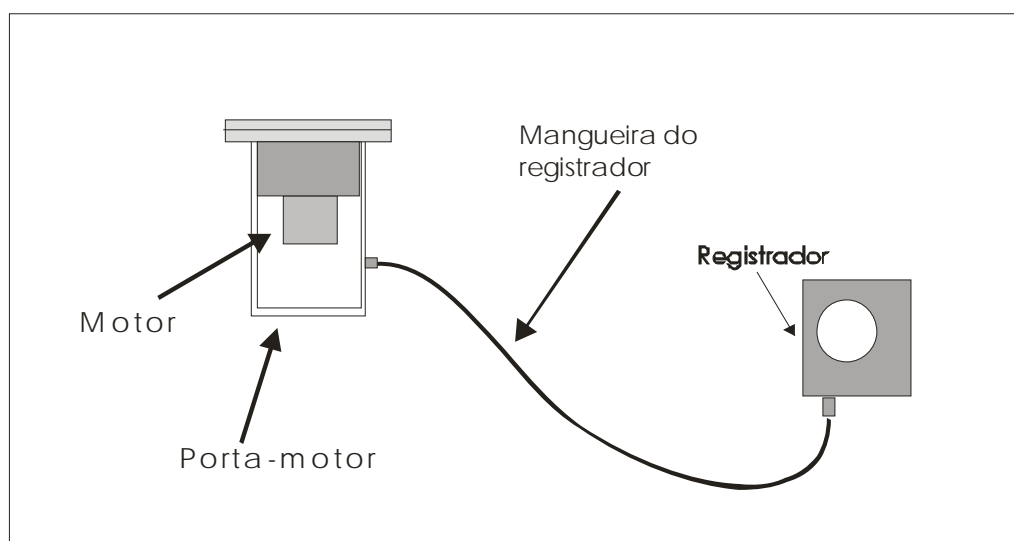 Mangueira do
registrador
Registrador
Motor
Porta-motor